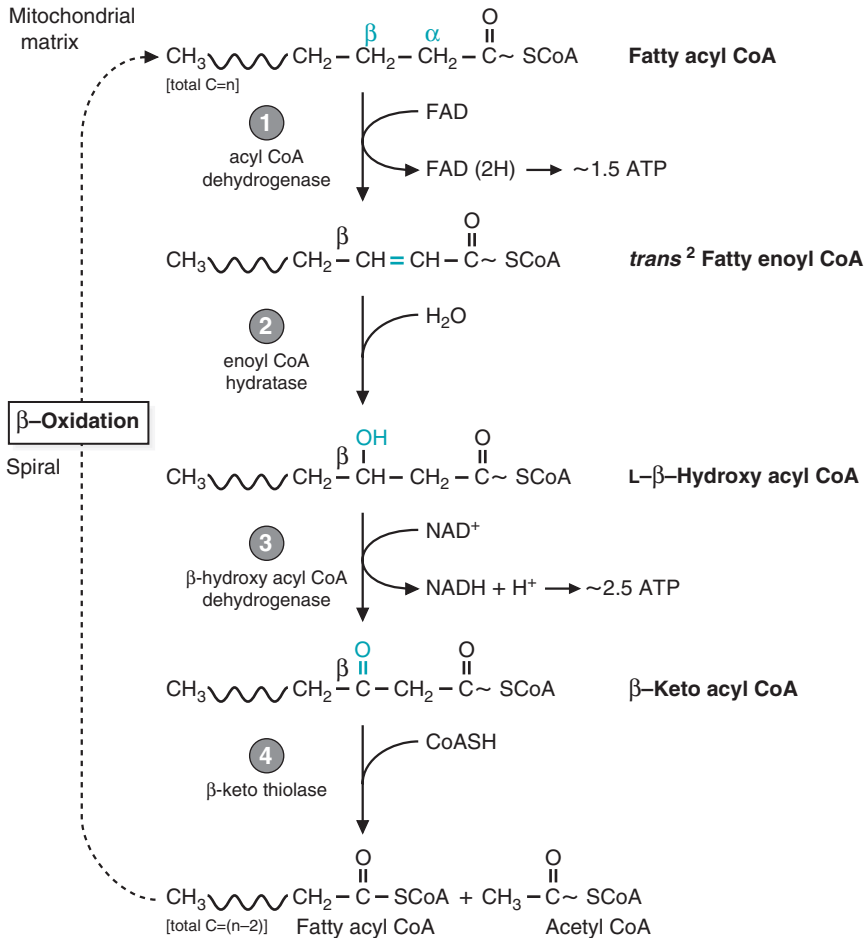 Mitochondrial
matrix
β α
O
CH₃ CH₂ – CH₂ – CH₂ – C ~ SCoA Fatty acyl CoA
[total C=n]
1
acyl CoA
dehydrogenase
FAD
FAD (2H) → ~1.5 ATP
O
β
CH₃ CH₂ – CH = CH – C ~ SCoA trans ² Fatty enoyl CoA
2
enoyl CoA
hydratase
H₂O
β–Oxidation
Spiral
OH O
β
CH₃ CH₂ – CH – CH₂ – C ~ SCoA L–β–Hydroxy acyl CoA
3
β-hydroxy acyl CoA
dehydrogenase
NAD⁺
NADH + H⁺ → ~2.5 ATP
O O
β
CH₃ CH₂ – C – CH₂ – C ~ SCoA β–Keto acyl CoA
4
β-keto thiolase
CoASH
O O
CH₃ CH₂ – C – SCoA + CH₃ – C ~ SCoA
[total C=(n–2)] Fatty acyl CoA Acetyl CoA